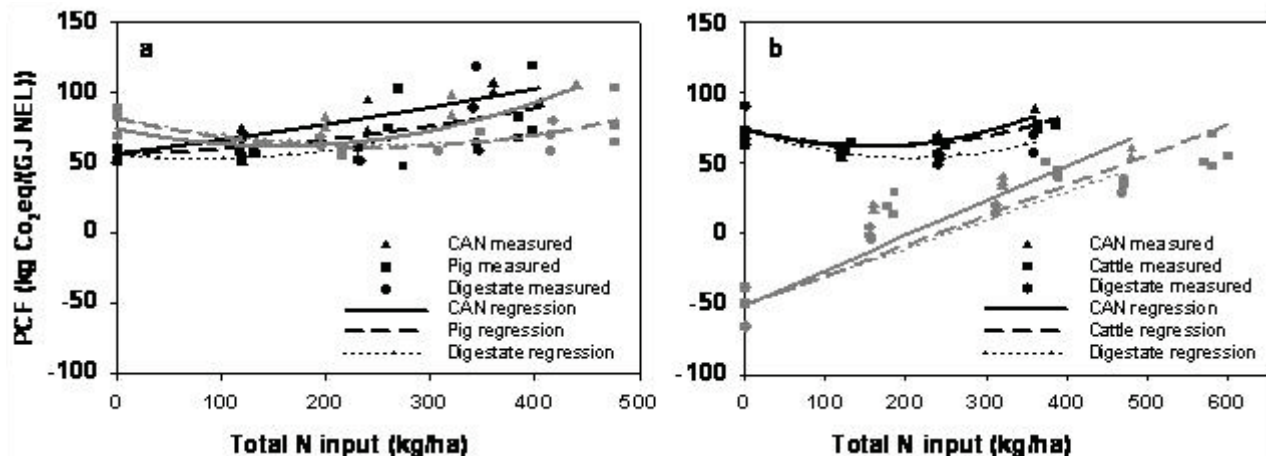 a
b
PCF (kg Co₂eq/(GJ NEL))
150
100
50
0
-50
-100
CAN measured
Pig measured
Digestate measured
CAN regression
Pig regression
Digestate regression
0 100 200 300 400 500
Total N input (kg/ha)
150
100
50
0
-50
-100
CAN measured
Cattle measured
Digestate measured
CAN regression
Cattle regression
Digestate regression
0 100 200 300 400 500 600
Total N input (kg/ha)